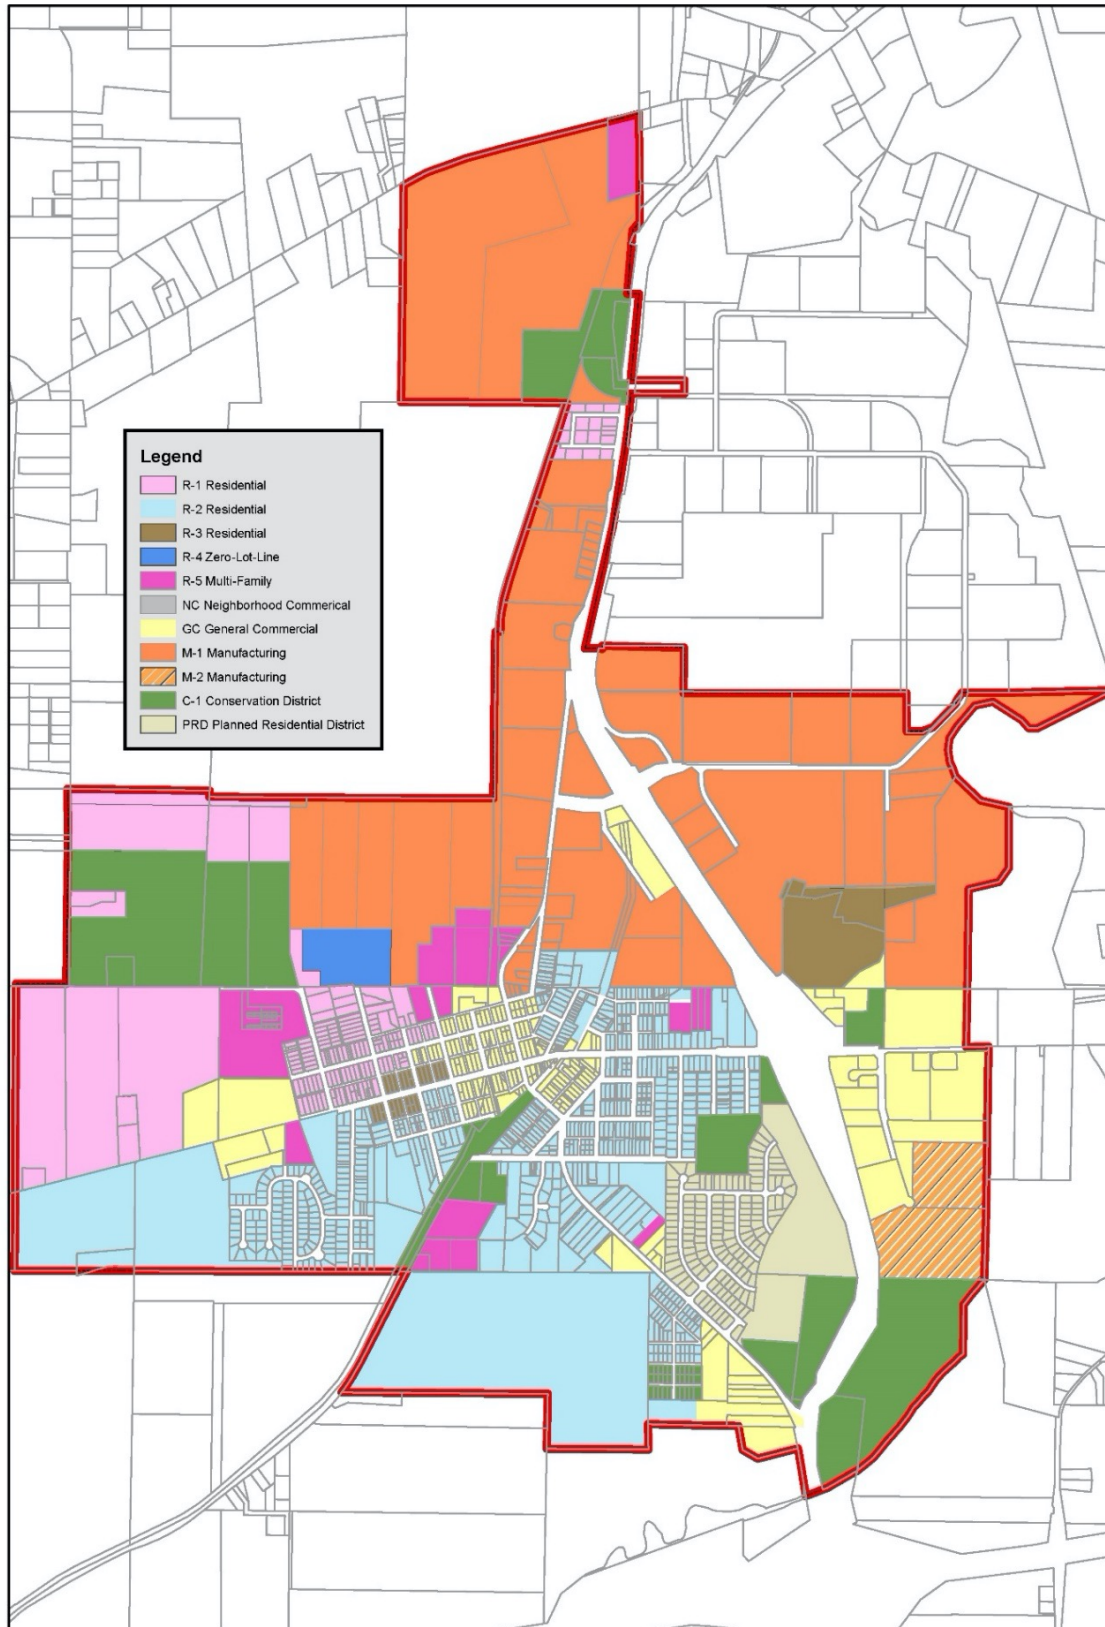 Legend
R-1 Residential
R-2 Residential
R-3 Residential
R-4 Zero-Lot-Line
R-5 Multi-Family
NC Neighborhood Commerical
GC General Commercial
M-1 Manufacturing
M-2 Manufacturing
C-1 Conservation District
PRD Planned Residential District